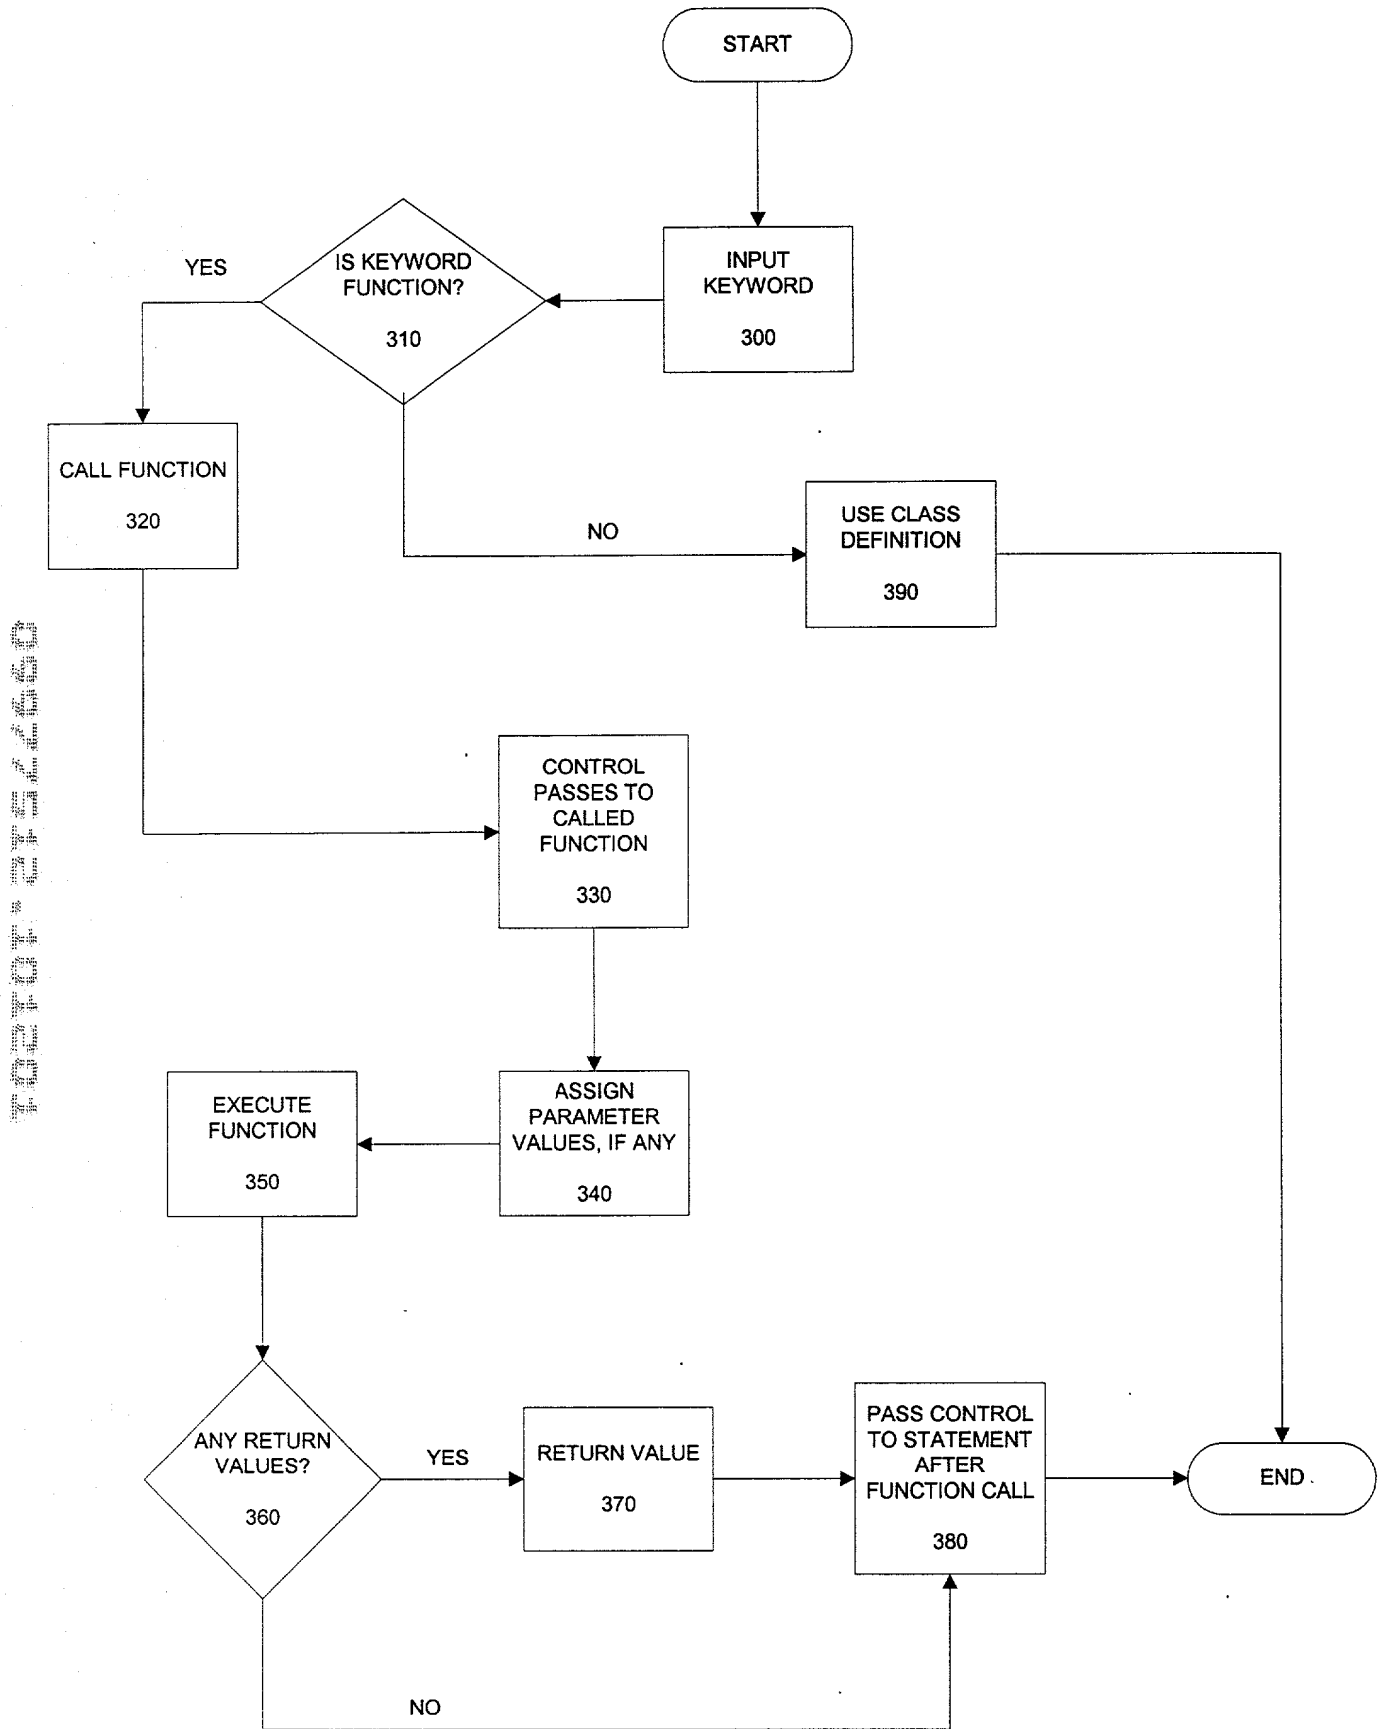 START
INPUT
KEYWORD
300
IS KEYWORD
FUNCTION?
310
YES
CALL FUNCTION
320
NO
USE CLASS
DEFINITION
390
CONTROL
PASSES TO
CALLED
FUNCTION
330
ASSIGN
PARAMETER
VALUES, IF ANY
340
EXECUTE
FUNCTION
350
ANY RETURN
VALUES?
360
YES
RETURN VALUE
370
PASS CONTROL
TO STATEMENT
AFTER
FUNCTION CALL
380
END
NO